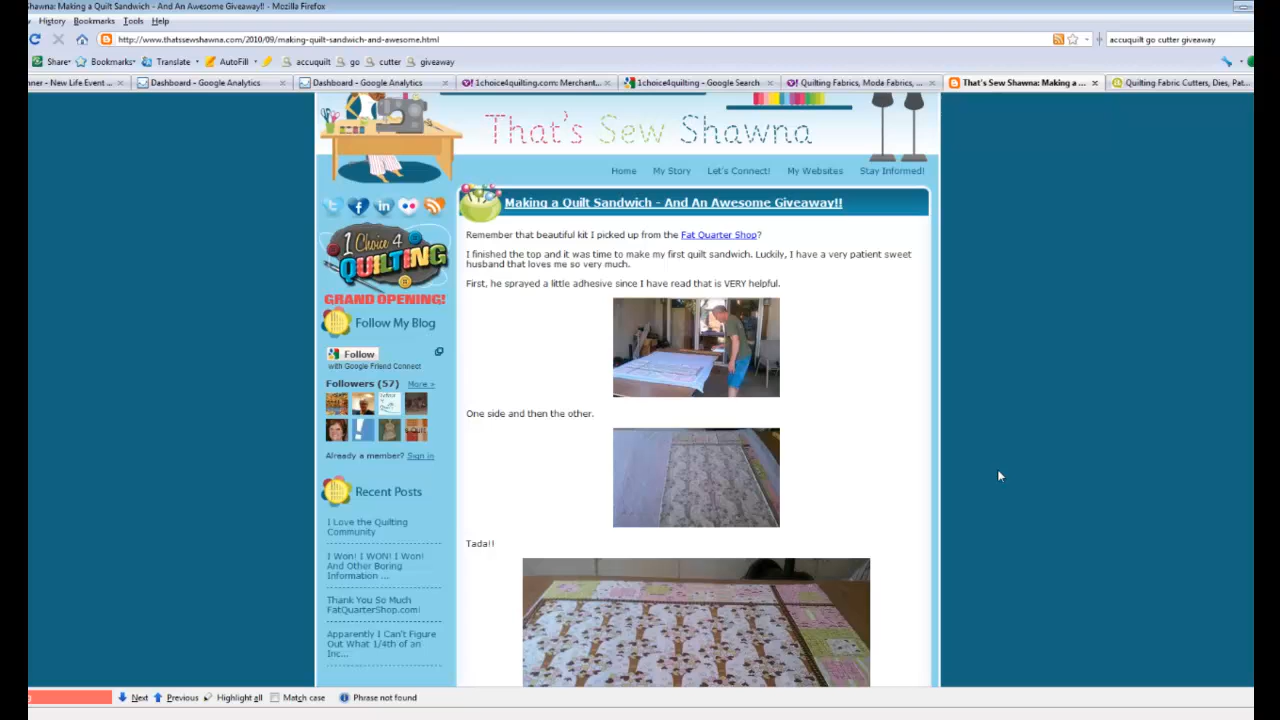 Shawna: Making a Quilt Sandwich - And An Awesome Giveaway!! - Mozilla Firefox
History Bookmarks Tools Help
http://www.thatssewshawna.com/2010/09/making-quilt-sandwich-and-awesome.html
accuquilt go cutter giveaway
Share Bookmarks Translate AutoFill accuquilt go cutter giveaway
ner - New Life Event ... Dashboard - Google Analytics Dashboard - Google Analytics 1choice4quilting.com: Merchant... 1choice4quilting - Google Search Quilting Fabrics, Moda Fabrics, ... That's Sew Shawna: Making a ... Quilting Fabric Cutters, Dies, Pat...
That's Sew Shawna
Home My Story Let's Connect! My Websites Stay Informed!
Making a Quilt Sandwich - And An Awesome Giveaway!!
Remember that beautiful kit I picked up from the Fat Quarter Shop?
I finished the top and it was time to make my first quilt sandwich. Luckily, I have a very patient sweet
husband that loves me so very much.
First, he sprayed a little adhesive since I have read that is VERY helpful.
One side and then the other.
Tada!!
1 Choice 4
QUILTING
GRAND OPENING!
Follow My Blog
Follow
with Google Friend Connect
Followers (57) More »
Already a member? Sign in
Recent Posts
I Love the Quilting
Community
I Won! I WON! I Won!
And Other Boring
Information ...
Thank You So Much
FatQuarterShop.com!
Apparently I Can't Figure
Out What 1/4th of an
Inc...
Next Previous Highlight all Match case Phrase not found